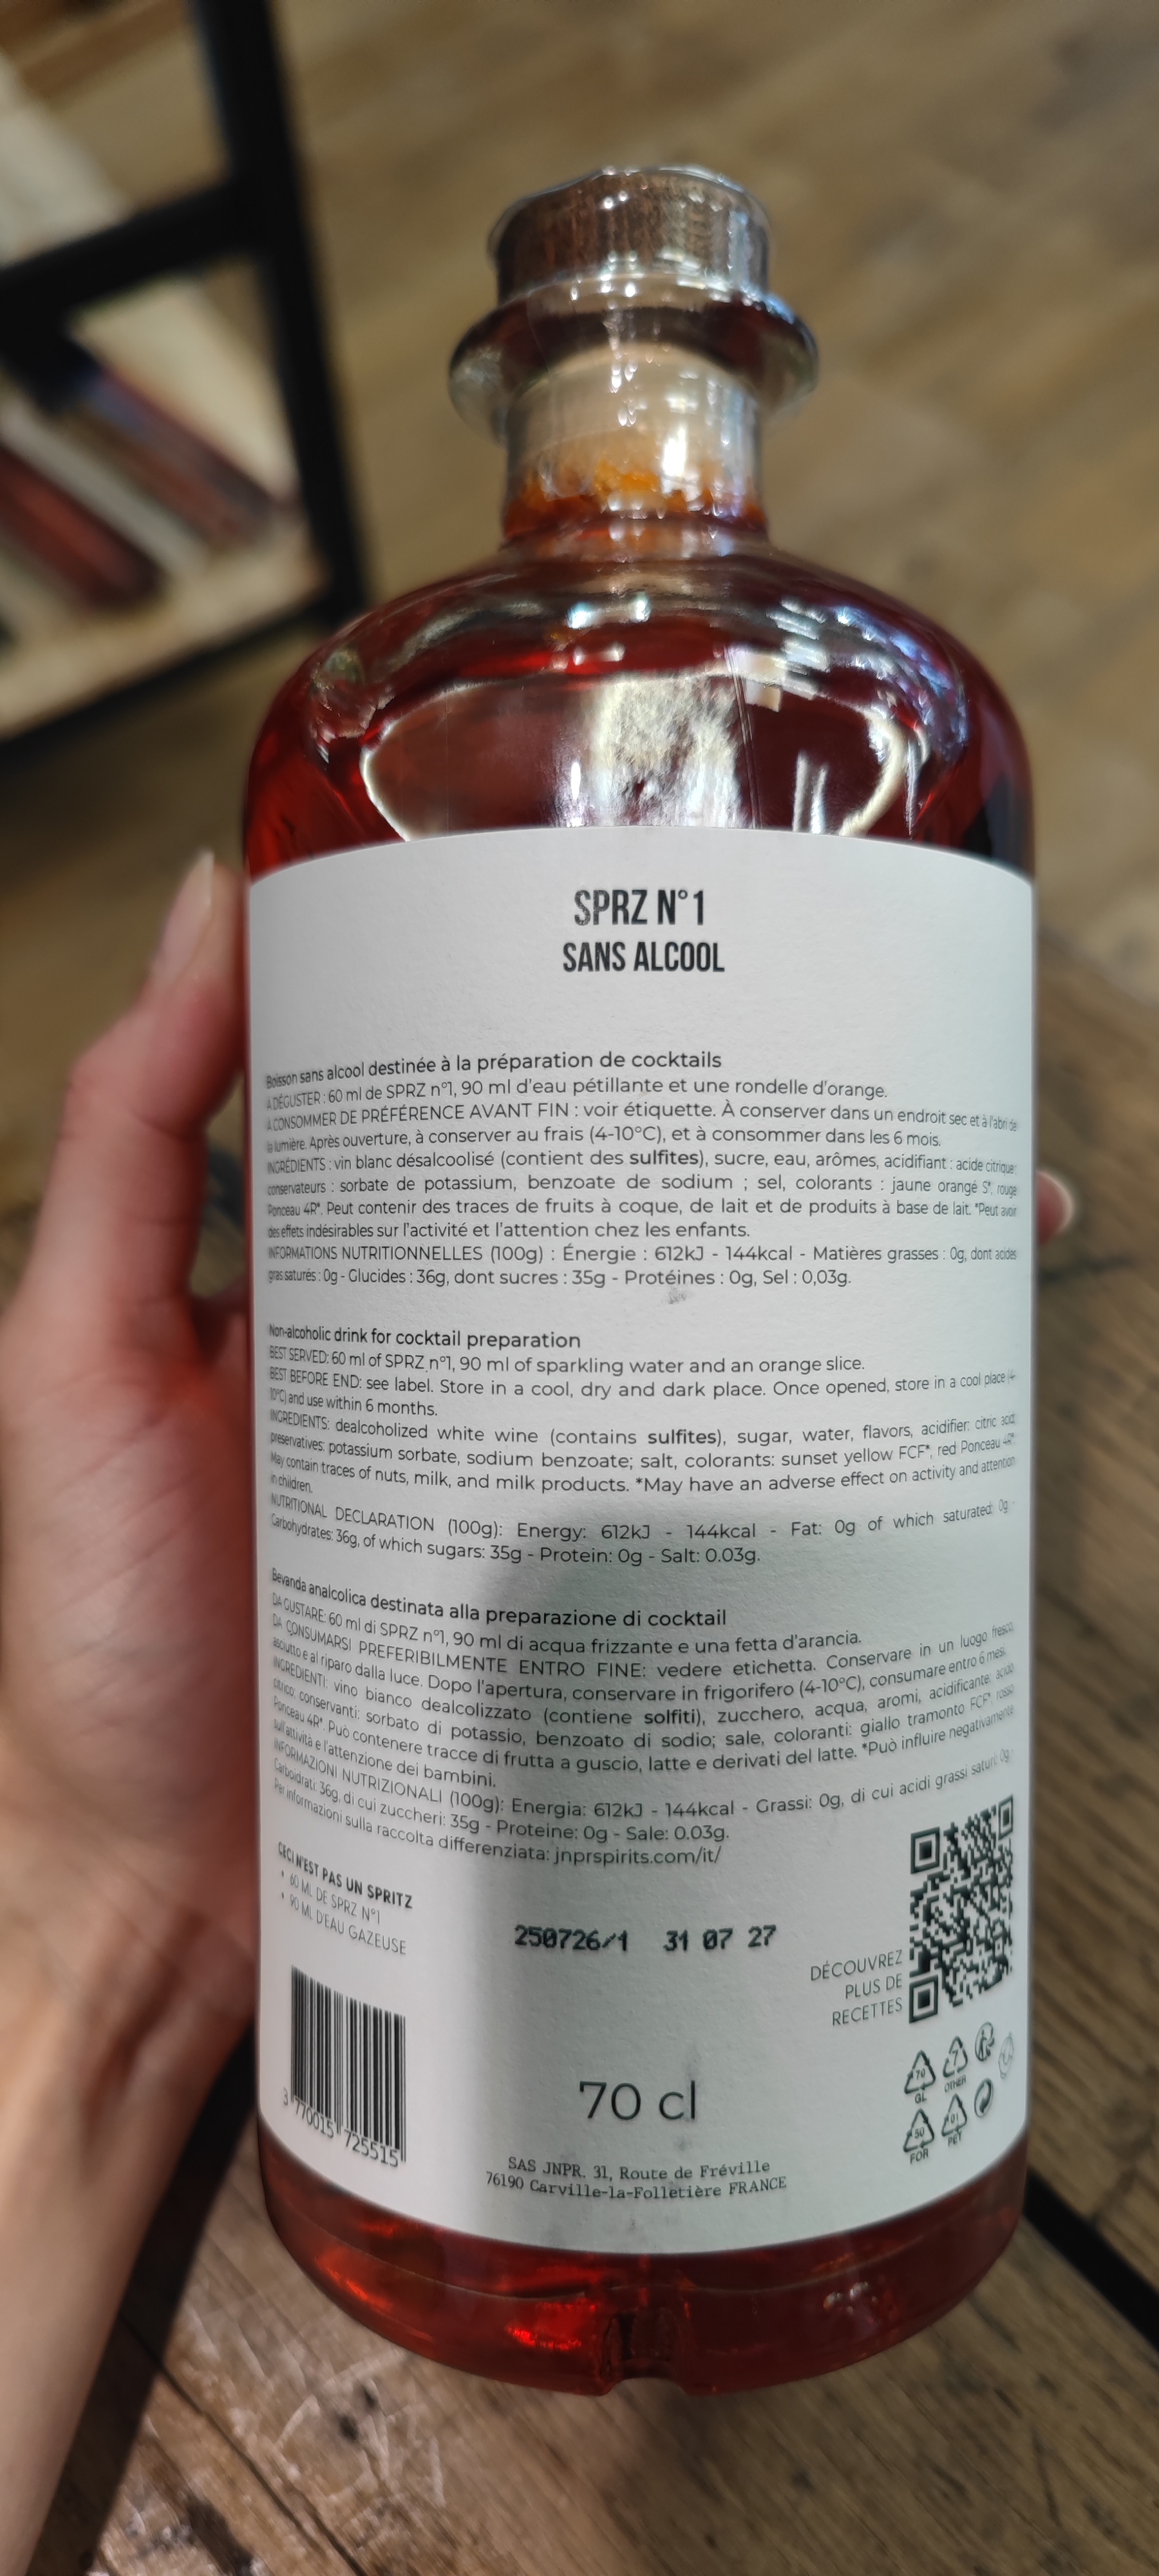 SPRZ N°1
SANS ALCOOL
Boisson sans alcool destinée à la préparation de cocktails
À DÉGUSTER : 60 ml de SPRZ n°1, 90 ml d'eau pétillante et une rondelle d'orange.
À CONSOMMER DE PRÉFÉRENCE AVANT FIN : voir étiquette. À conserver dans un endroit sec et à l'abri de
la lumière. Après ouverture, à conserver au frais (4-10°C), et à consommer dans les 6 mois.
INGRÉDIENTS : vin blanc désalcoolisé (contient des sulfites), sucre, eau, arômes, acidifiant : acide citrique
conservateurs : sorbate de potassium, benzoate de sodium ; sel, colorants : jaune orangé S*, rouge
Ponceau 4R*. Peut contenir des traces de fruits à coque, de lait et de produits à base de lait. *Peut avoir
des effets indésirables sur l'activité et l'attention chez les enfants.
INFORMATIONS NUTRITIONNELLES (100g) : Énergie : 612kJ - 144kcal - Matières grasses : 0g, dont acides
gras saturés : 0g - Glucides : 36g, dont sucres : 35g - Protéines : 0g, Sel : 0,03g.
Non-alcoholic drink for cocktail preparation
BEST SERVED: 60 ml of SPRZ n°1, 90 ml of sparkling water and an orange slice.
BEST BEFORE END: see label. Store in a cool, dry and dark place. Once opened, store in a cool place (4-
10°C) and use within 6 months.
INGREDIENTS: dealcoholized white wine (contains sulfites), sugar, water, flavors, acidifier: citric acid;
preservatives: potassium sorbate, sodium benzoate; salt, colorants: sunset yellow FCF*, red Ponceau 4R*.
May contain traces of nuts, milk, and milk products. *May have an adverse effect on activity and attention
in children.
NUTRITIONAL DECLARATION (100g): Energy: 612kJ - 144kcal - Fat: 0g of which saturated: 0g -
Carbohydrates: 36g, of which sugars: 35g - Protein: 0g - Salt: 0.03g.
Bevanda analcolica destinata alla preparazione di cocktail
DA GUSTARE: 60 ml di SPRZ n°1, 90 ml di acqua frizzante e una fetta d'arancia.
DA CONSUMARSI PREFERIBILMENTE ENTRO FINE: vedere etichetta. Conservare in un luogo fresco,
asciutto e al riparo dalla luce. Dopo l'apertura, conservare in frigorifero (4-10°C), consumare entro 6 mesi.
INGREDIENTI: vino bianco dealcolizzato (contiene solfiti), zucchero, acqua, aromi, acidificante: acido
citrico; conservanti: sorbato di potassio, benzoato di sodio; sale, coloranti: giallo tramonto FCF*, rosso
Ponceau 4R*. Può contenere tracce di frutta a guscio, latte e derivati del latte. *Può influire negativamente
sull'attività e l'attenzione dei bambini.
INFORMAZIONI NUTRIZIONALI (100g): Energia: 612kJ - 144kcal - Grassi: 0g, di cui acidi grassi saturi: 0g -
Carboidrati: 36g, di cui zuccheri: 35g - Proteine: 0g - Sale: 0.03g.
Per informazioni sulla raccolta differenziata: jnprspirits.com/it/
CECI N'EST PAS UN SPRITZ
• 60 ML DE SPRZ N°1
• 90 ML D'EAU GAZEUSE
250726/1 31 07 27
DÉCOUVREZ
PLUS DE
RECETTES
70
GL
7
OTHER
50
FOR
01
PET
3 770015 725515
70 cl
SAS JNPR. 31, Route de Fréville
76190 Carville-la-Folletière FRANCE